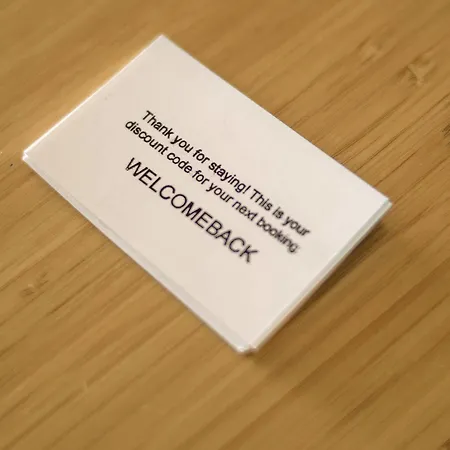 Thank you for staying! This is your
discount code for your next booking.
WELCOMEBACK